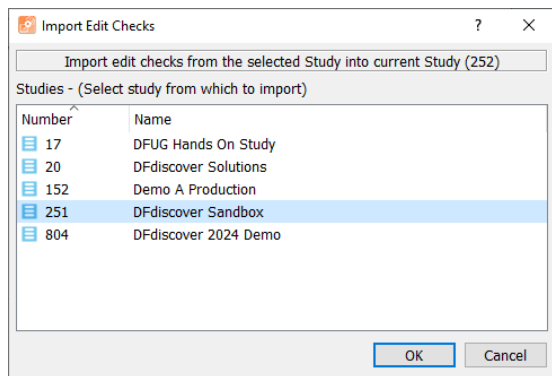 Import Edit Checks
Import edit checks from the selected Study into current Study (252)
Studies - (Select study from which to import)
Number Name
17 DFUG Hands On Study
20 DFdiscover Solutions
152 Demo A Production
251 DFdiscover Sandbox
804 DFdiscover 2024 Demo
OK Cancel